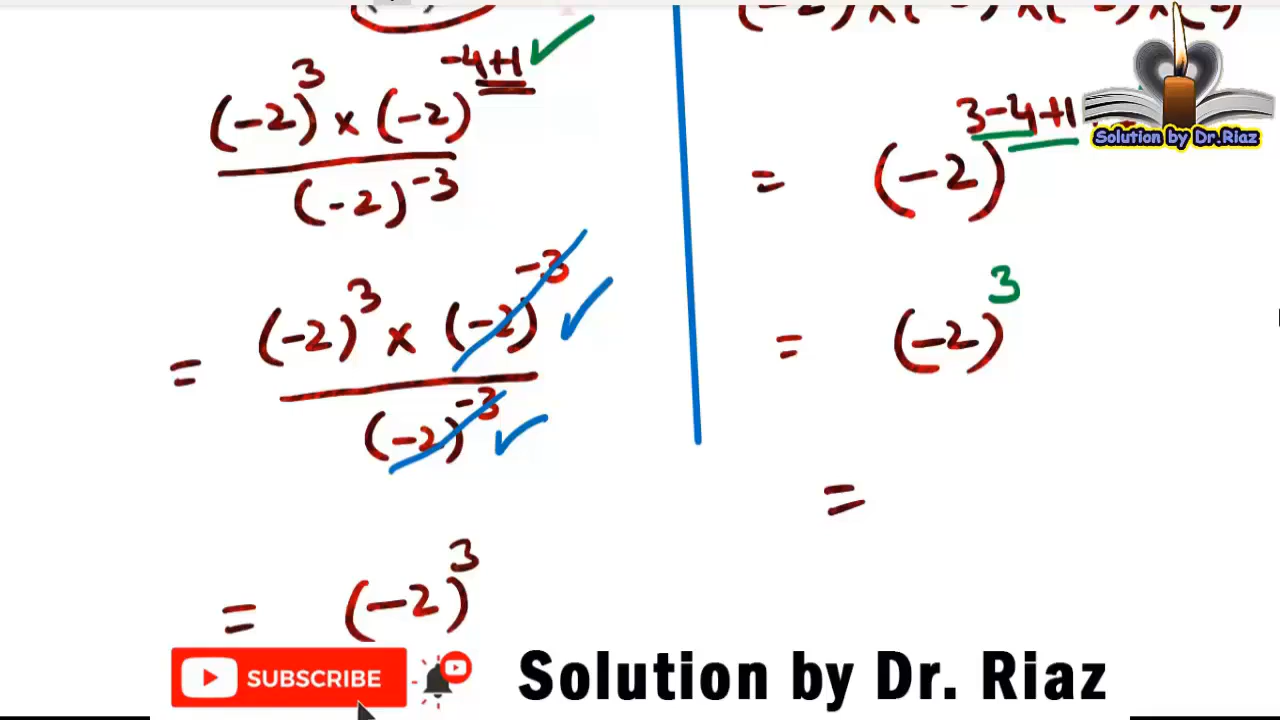 (-2)^3 × (-2)^-4+1
(-2)^-3
= (-2)^3 × (-2)^-3
(-2)^-3
= (-2)^3
= (-2)^3-4+1
= (-2)^3
=
Solution by Dr.Riaz
SUBSCRIBE
Solution by Dr. Riaz